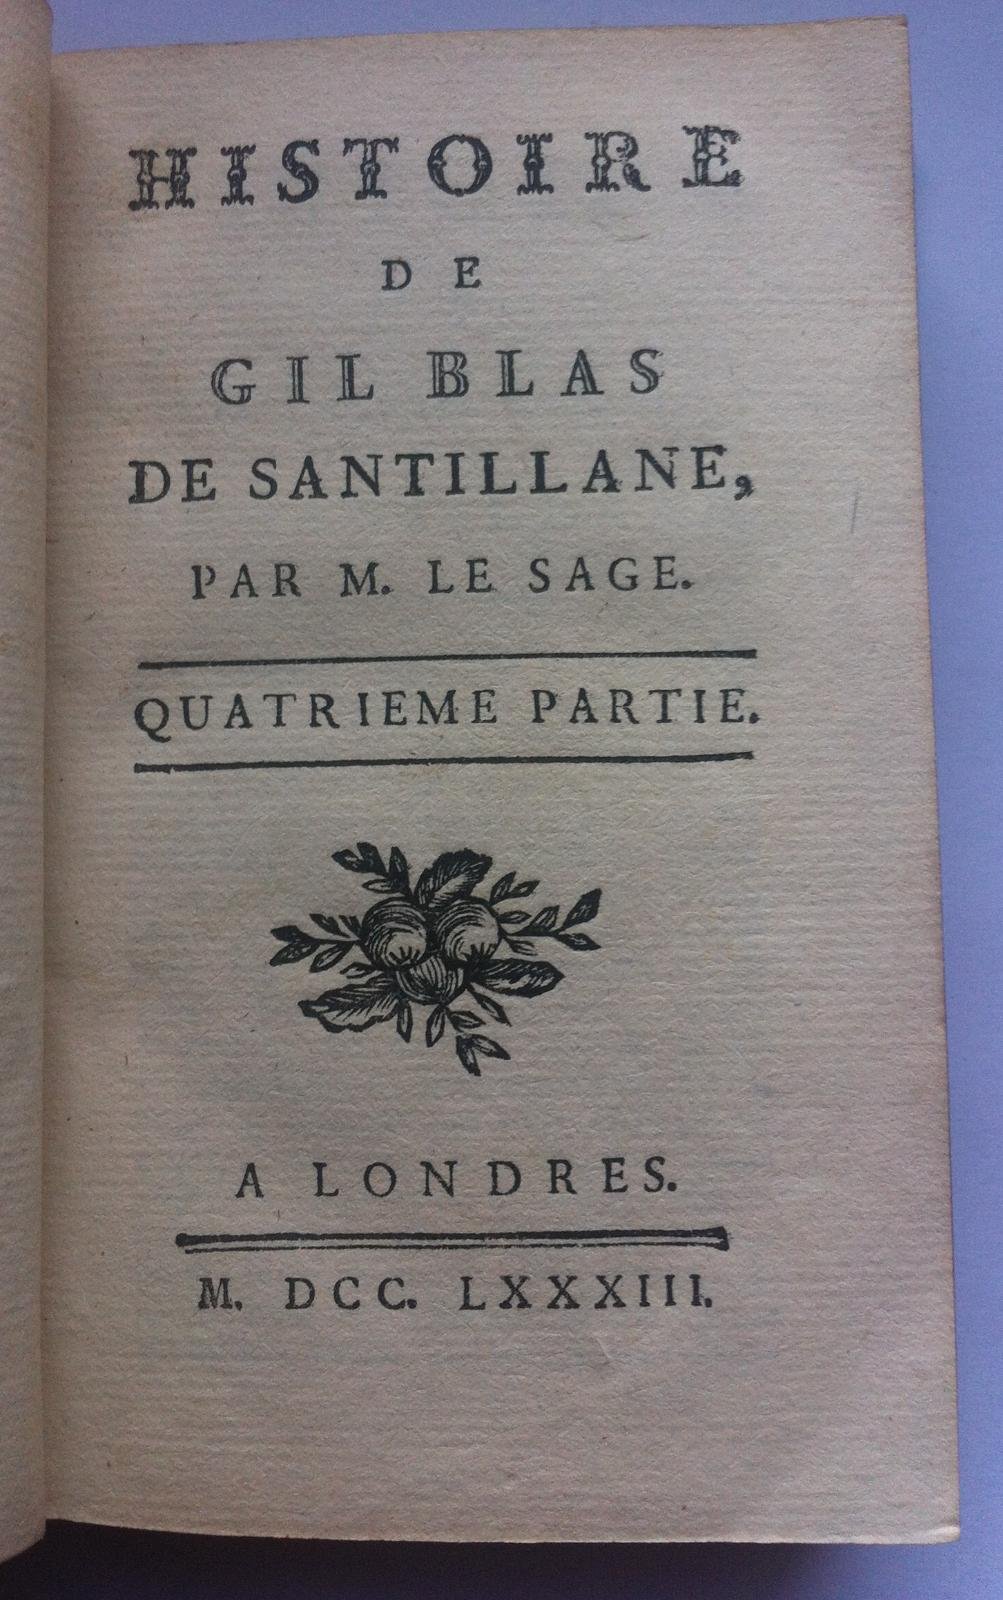 HISTOIRE
DE
GIL BLAS
DE SANTILLANE,
PAR M. LE SAGE.
QUATRIEME PARTIE.
A LONDRES.
M. DCC. LXXXIII.